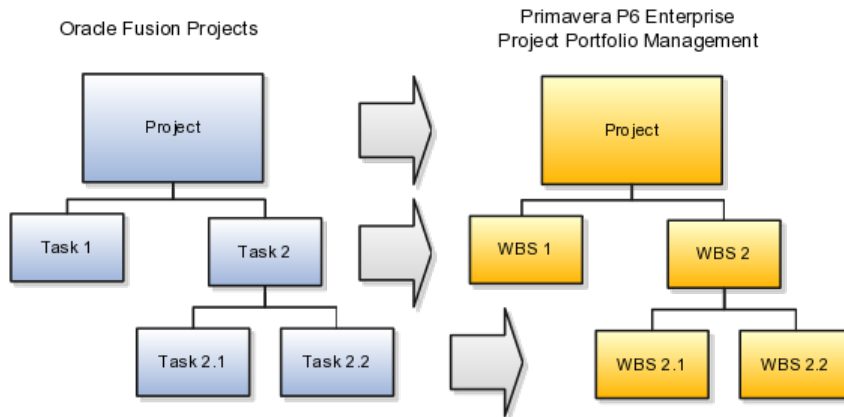 Oracle Fusion Projects
Primavera P6 Enterprise
Project Portfolio Management
Project
Project
Task 1
Task 2
WBS 1
WBS 2
Task 2.1
Task 2.2
WBS 2.1
WBS 2.2